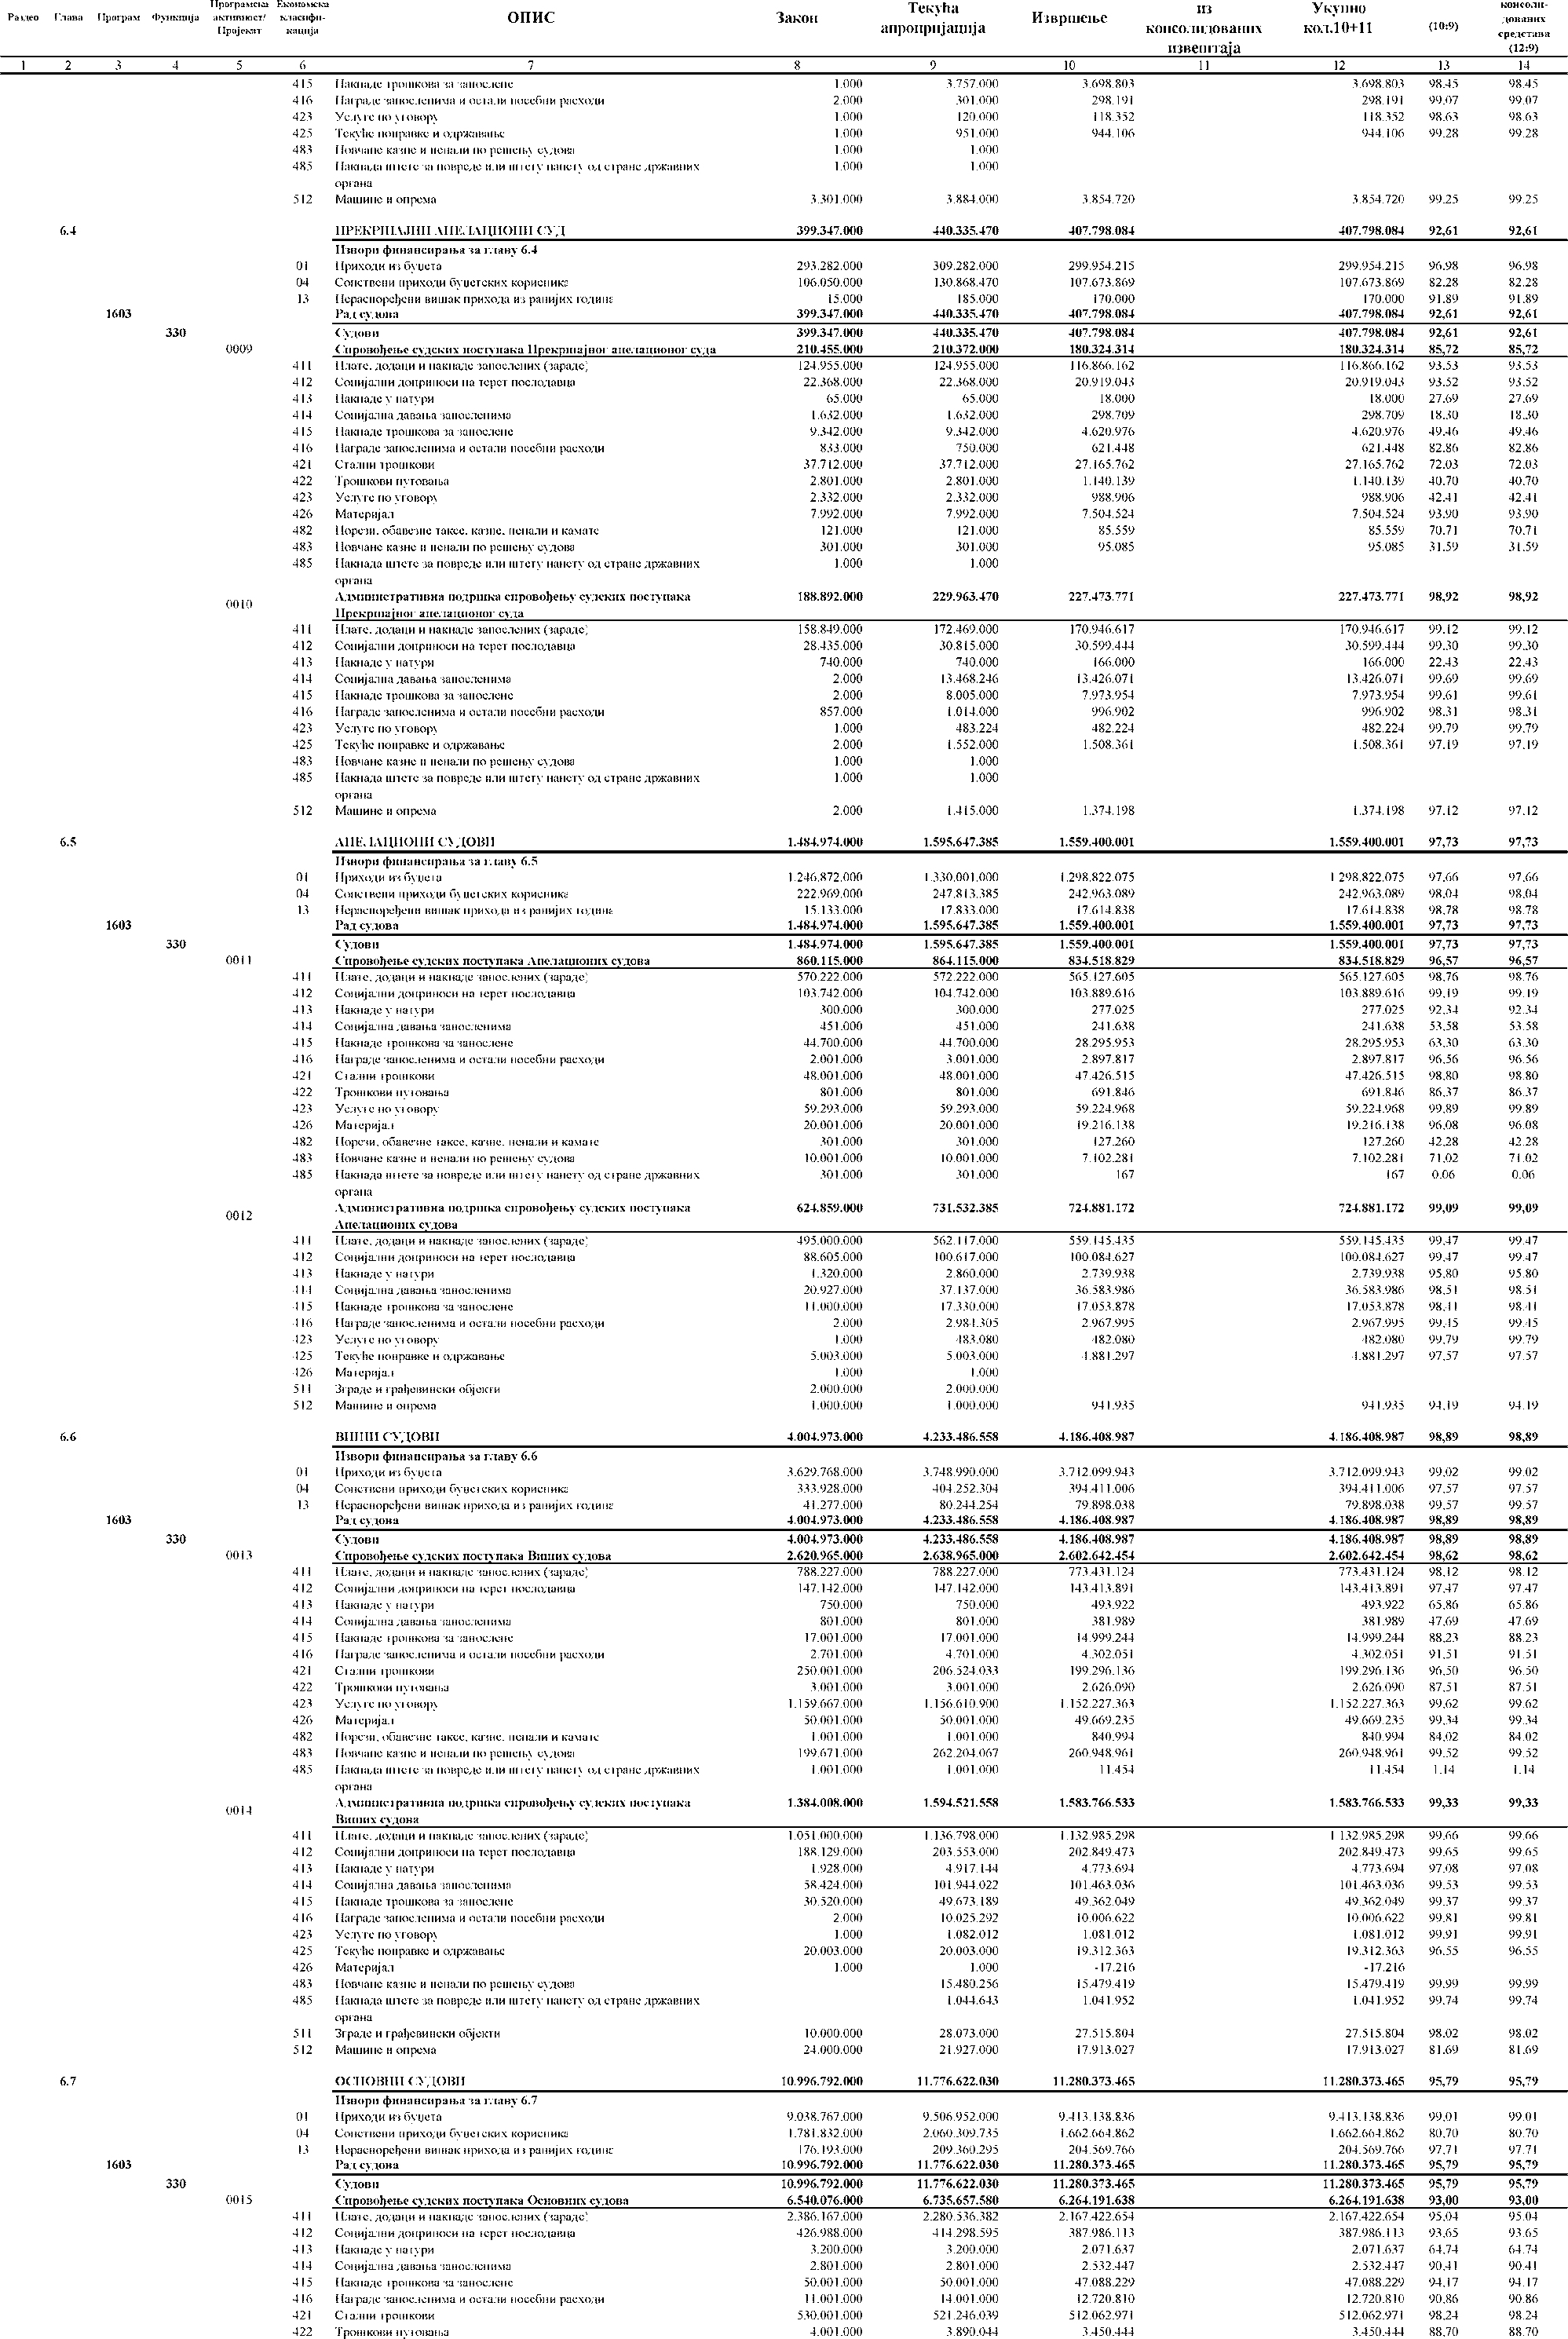 Раздео Глава Програм Функција Програмска активност/ Пројекат Економска класифи-кација ОПИС Закон Текућа апропријација Извршење из консолидованих извештаја Укупно кол.10+11 (10:9) консоли-дованих средстава (12:9)
1 2 3 4 5 6 7 8 9 10 11 12 13 14
415 Накнаде трошкова за запослене 1.000 3.757.000 3.698.803 3.698.803 98,45 98,45
416 Награде запосленима и остали посебни расходи 2.000 301.000 298.191 298.191 99,07 99,07
423 Услуге по уговору 1.000 120.000 118.352 118.352 98,63 98,63
425 Текуће поправке и одржавање 1.000 951.000 944.106 944.106 99,28 99,28
483 Новчане казне и пенали по решењу судова 1.000 1.000
485 Накнада штете за повреде или штету нанету од стране државних 1.000 1.000
органа
512 Машине и опрема 3.301.000 3.884.000 3.854.720 3.854.720 99,25 99,25
6.4 ПРЕКРШАЈНИ АПЕЛАЦИОНИ СУД 399.347.000 440.335.470 407.798.084 407.798.084 92,61 92,61
Извори финансирања за главу 6.4
01 Приходи из буџета 293.282.000 309.282.000 299.954.215 299.954.215 96,98 96,98
04 Сопствени приходи буџетских корисника 106.050.000 130.868.470 107.673.869 107.673.869 82,28 82,28
13 Нераспоређени вишак прихода из ранијих година 15.000 185.000 170.000 170.000 91,89 91,89
1603 Рад судова 399.347.000 440.335.470 407.798.084 407.798.084 92,61 92,61
330 Судови 399.347.000 440.335.470 407.798.084 407.798.084 92,61 92,61
0009 Спровођење судских поступака Прекршајног апелационог суда 210.455.000 210.372.000 180.324.314 180.324.314 85,72 85,72
411 Плате, додаци и накнаде запослених (зараде) 124.955.000 124.955.000 116.866.162 116.866.162 93,53 93,53
412 Социјални доприноси на терет послодавца 22.368.000 22.368.000 20.919.043 20.919.043 93,52 93,52
413 Накнаде у натури 65.000 65.000 18.000 18.000 27,69 27,69
414 Социјална давања запосленима 1.632.000 1.632.000 298.709 298.709 18,30 18,30
415 Накнаде трошкова за запослене 9.342.000 9.342.000 4.620.976 4.620.976 49,46 49,46
416 Награде запосленима и остали посебни расходи 833.000 750.000 621.448 621.448 82,86 82,86
421 Стални трошкови 37.712.000 37.712.000 27.165.762 27.165.762 72,03 72,03
422 Трошкови путовања 2.801.000 2.801.000 1.140.139 1.140.139 40,70 40,70
423 Услуге по уговору 2.332.000 2.332.000 988.906 988.906 42,41 42,41
426 Материјал 7.992.000 7.992.000 7.504.524 7.504.524 93,90 93,90
482 Порези, обавезне таксе, казне, пенали и камате 121.000 121.000 85.559 85.559 70,71 70,71
483 Новчане казне и пенали по решењу судова 301.000 301.000 95.085 95.085 31,59 31,59
485 Накнада штете за повреде или штету нанету од стране државних 1.000 1.000
органа
0010 Административна подршка спровођењу судских поступака 188.892.000 229.963.470 227.473.771 227.473.771 98,92 98,92
Прекршајног апелационог суда
411 Плате, додаци и накнаде запослених (зараде) 158.849.000 172.469.000 170.946.617 170.946.617 99,12 99,12
412 Социјални доприноси на терет послодавца 28.435.000 30.815.000 30.599.444 30.599.444 99,30 99,30
413 Накнаде у натури 740.000 740.000 166.000 166.000 22,43 22,43
414 Социјална давања запосленима 2.000 13.468.246 13.426.071 13.426.071 99,69 99,69
415 Накнаде трошкова за запослене 2.000 8.005.000 7.973.954 7.973.954 99,61 99,61
416 Награде запосленима и остали посебни расходи 857.000 1.014.000 996.902 996.902 98,31 98,31
423 Услуге по уговору 1.000 483.224 482.224 482.224 99,79 99,79
425 Текуће поправке и одржавање 2.000 1.552.000 1.508.361 1.508.361 97,19 97,19
483 Новчане казне и пенали по решењу судова 1.000 1.000
485 Накнада штете за повреде или штету нанету од стране државних 1.000 1.000
органа
512 Машине и опрема 2.000 1.415.000 1.374.198 1.374.198 97,12 97,12
6.5 АПЕЛАЦИОНИ СУДОВИ 1.484.974.000 1.595.647.385 1.559.400.001 1.559.400.001 97,73 97,73
Извори финансирања за главу 6.5
01 Приходи из буџета 1.246.872.000 1.330.001.000 1.298.822.075 1.298.822.075 97,66 97,66
04 Сопствени приходи буџетских корисника 222.969.000 247.813.385 242.963.089 242.963.089 98,04 98,04
13 Нераспоређени вишак прихода из ранијих година 15.133.000 17.833.000 17.614.838 17.614.838 98,78 98,78
1603 Рад судова 1.484.974.000 1.595.647.385 1.559.400.001 1.559.400.001 97,73 97,73
330 Судови 1.484.974.000 1.595.647.385 1.559.400.001 1.559.400.001 97,73 97,73
0011 Спровођење судских поступака Апелационих судова 860.115.000 864.115.000 834.518.829 834.518.829 96,57 96,57
411 Плате, додаци и накнаде запослених (зараде) 570.222.000 572.222.000 565.127.605 565.127.605 98,76 98,76
412 Социјални доприноси на терет послодавца 103.742.000 104.742.000 103.889.616 103.889.616 99,19 99,19
413 Накнаде у натури 300.000 300.000 277.025 277.025 92,34 92,34
414 Социјална давања запосленима 451.000 451.000 241.638 241.638 53,58 53,58
415 Накнаде трошкова за запослене 44.700.000 44.700.000 28.295.953 28.295.953 63,30 63,30
416 Награде запосленима и остали посебни расходи 2.001.000 3.001.000 2.897.817 2.897.817 96,56 96,56
421 Стални трошкови 48.001.000 48.001.000 47.426.515 47.426.515 98,80 98,80
422 Трошкови путовања 801.000 801.000 691.846 691.846 86,37 86,37
423 Услуге по уговору 59.293.000 59.293.000 59.224.968 59.224.968 99,89 99,89
426 Материјал 20.001.000 20.001.000 19.216.138 19.216.138 96,08 96,08
482 Порези, обавезне таксе, казне, пенали и камате 301.000 301.000 127.260 127.260 42,28 42,28
483 Новчане казне и пенали по решењу судова 10.001.000 10.001.000 7.102.281 7.102.281 71,02 71,02
485 Накнада штете за повреде или штету нанету од стране државних 301.000 301.000 167 167 0,06 0,06
органа
0012 Административна подршка спровођењу судских поступака 624.859.000 731.532.385 724.881.172 724.881.172 99,09 99,09
Апелационих судова
411 Плате, додаци и накнаде запослених (зараде) 495.000.000 562.117.000 559.145.435 559.145.435 99,47 99,47
412 Социјални доприноси на терет послодавца 88.605.000 100.617.000 100.084.627 100.084.627 99,47 99,47
413 Накнаде у натури 1.320.000 2.860.000 2.739.938 2.739.938 95,80 95,80
414 Социјална давања запосленима 20.927.000 37.137.000 36.583.986 36.583.986 98,51 98,51
415 Накнаде трошкова за запослене 11.000.000 17.330.000 17.053.878 17.053.878 98,41 98,41
416 Награде запосленима и остали посебни расходи 2.000 2.984.305 2.967.995 2.967.995 99,45 99,45
423 Услуге по уговору 1.000 483.080 482.080 482.080 99,79 99,79
425 Текуће поправке и одржавање 5.003.000 5.003.000 4.881.297 4.881.297 97,57 97,57
426 Материјал 1.000 1.000
511 Зграде и грађевински објекти 2.000.000 2.000.000
512 Машине и опрема 1.000.000 1.000.000 941.935 941.935 94,19 94,19
6.6 ВИШИ СУДОВИ 4.004.973.000 4.233.486.558 4.186.408.987 4.186.408.987 98,89 98,89
Извори финансирања за главу 6.6
01 Приходи из буџета 3.629.768.000 3.748.990.000 3.712.099.943 3.712.099.943 99,02 99,02
04 Сопствени приходи буџетских корисника 333.928.000 404.252.304 394.411.006 394.411.006 97,57 97,57
13 Нераспоређени вишак прихода из ранијих година 41.277.000 80.244.254 79.898.038 79.898.038 99,57 99,57
1603 Рад судова 4.004.973.000 4.233.486.558 4.186.408.987 4.186.408.987 98,89 98,89
330 Судови 4.004.973.000 4.233.486.558 4.186.408.987 4.186.408.987 98,89 98,89
0013 Спровођење судских поступака Виших судова 2.620.965.000 2.638.965.000 2.602.642.454 2.602.642.454 98,62 98,62
411 Плате, додаци и накнаде запослених (зараде) 788.227.000 788.227.000 773.431.124 773.431.124 98,12 98,12
412 Социјални доприноси на терет послодавца 147.142.000 147.142.000 143.413.891 143.413.891 97,47 97,47
413 Накнаде у натури 750.000 750.000 493.922 493.922 65,86 65,86
414 Социјална давања запосленима 801.000 801.000 381.989 381.989 47,69 47,69
415 Накнаде трошкова за запослене 17.001.000 17.001.000 14.999.244 14.999.244 88,23 88,23
416 Награде запосленима и остали посебни расходи 2.701.000 4.701.000 4.302.051 4.302.051 91,51 91,51
421 Стални трошкови 250.001.000 206.524.033 199.296.136 199.296.136 96,50 96,50
422 Трошкови путовања 3.001.000 3.001.000 2.626.090 2.626.090 87,51 87,51
423 Услуге по уговору 1.159.667.000 1.156.610.900 1.152.227.363 1.152.227.363 99,62 99,62
426 Материјал 50.001.000 50.001.000 49.669.235 49.669.235 99,34 99,34
482 Порези, обавезне таксе, казне, пенали и камате 1.001.000 1.001.000 840.994 840.994 84,02 84,02
483 Новчане казне и пенали по решењу судова 199.671.000 262.204.067 260.948.961 260.948.961 99,52 99,52
485 Накнада штете за повреде или штету нанету од стране државних 1.001.000 1.001.000 11.454 11.454 1,14 1,14
органа
0014 Административна подршка спровођењу судских поступака 1.384.008.000 1.594.521.558 1.583.766.533 1.583.766.533 99,33 99,33
Виших судова
411 Плате, додаци и накнаде запослених (зараде) 1.051.000.000 1.136.798.000 1.132.985.298 1.132.985.298 99,66 99,66
412 Социјални доприноси на терет послодавца 188.129.000 203.553.000 202.849.473 202.849.473 99,65 99,65
413 Накнаде у натури 1.928.000 4.917.144 4.773.694 4.773.694 97,08 97,08
414 Социјална давања запосленима 58.424.000 101.944.022 101.463.036 101.463.036 99,53 99,53
415 Накнаде трошкова за запослене 30.520.000 49.673.189 49.362.049 49.362.049 99,37 99,37
416 Награде запосленима и остали посебни расходи 2.000 10.025.292 10.006.622 10.006.622 99,81 99,81
423 Услуге по уговору 1.000 1.082.012 1.081.012 1.081.012 99,91 99,91
425 Текуће поправке и одржавање 20.003.000 20.003.000 19.312.363 19.312.363 96,55 96,55
426 Материјал 1.000 1.000 -17.216 -17.216
483 Новчане казне и пенали по решењу судова 15.480.256 15.479.419 15.479.419 99,99 99,99
485 Накнада штете за повреде или штету нанету од стране државних 1.044.643 1.041.952 1.041.952 99,74 99,74
органа
511 Зграде и грађевински објекти 10.000.000 28.073.000 27.515.804 27.515.804 98,02 98,02
512 Машине и опрема 24.000.000 21.927.000 17.913.027 17.913.027 81,69 81,69
6.7 ОСНОВНИ СУДОВИ 10.996.792.000 11.776.622.030 11.280.373.465 11.280.373.465 95,79 95,79
Извори финансирања за главу 6.7
01 Приходи из буџета 9.038.767.000 9.506.952.000 9.413.138.836 9.413.138.836 99,01 99,01
04 Сопствени приходи буџетских корисника 1.781.832.000 2.060.309.735 1.662.664.862 1.662.664.862 80,70 80,70
13 Нераспоређени вишак прихода из ранијих година 176.193.000 209.360.295 204.569.766 204.569.766 97,71 97,71
1603 Рад судова 10.996.792.000 11.776.622.030 11.280.373.465 11.280.373.465 95,79 95,79
330 Судови 10.996.792.000 11.776.622.030 11.280.373.465 11.280.373.465 95,79 95,79
0015 Спровођење судских поступака Основних судова 6.540.076.000 6.735.657.580 6.264.191.638 6.264.191.638 93,00 93,00
411 Плате, додаци и накнаде запослених (зараде) 2.386.167.000 2.280.536.382 2.167.422.654 2.167.422.654 95,04 95,04
412 Социјални доприноси на терет послодавца 426.988.000 414.298.595 387.986.113 387.986.113 93,65 93,65
413 Накнаде у натури 3.200.000 3.200.000 2.071.637 2.071.637 64,74 64,74
414 Социјална давања запосленима 2.801.000 2.801.000 2.532.447 2.532.447 90,41 90,41
415 Накнаде трошкова за запослене 50.001.000 50.001.000 47.088.229 47.088.229 94,17 94,17
416 Награде запосленима и остали посебни расходи 11.001.000 14.001.000 12.720.810 12.720.810 90,86 90,86
421 Стални трошкови 530.001.000 521.246.039 512.062.971 512.062.971 98,24 98,24
422 Трошкови путовања 4.001.000 3.890.044 3.450.444 3.450.444 88,70 88,70